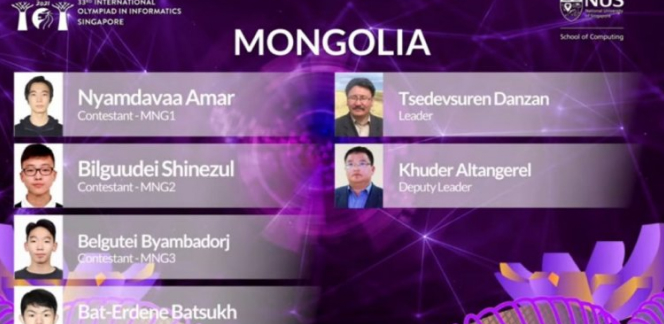 2021
33RD INTERNATIONAL
OLYMPIAD IN INFORMATICS
SINGAPORE
NUS
National University
of Singapore
School of Computing
MONGOLIA
Nyamdavaa Amar
Contestant - MNG1
Bilguudei Shinezul
Contestant - MNG2
Belgutei Byambadorj
Contestant - MNG3
Bat-Erdene Batsukh
Tsedevsuren Danzan
Leader
Khuder Altangerel
Deputy Leader